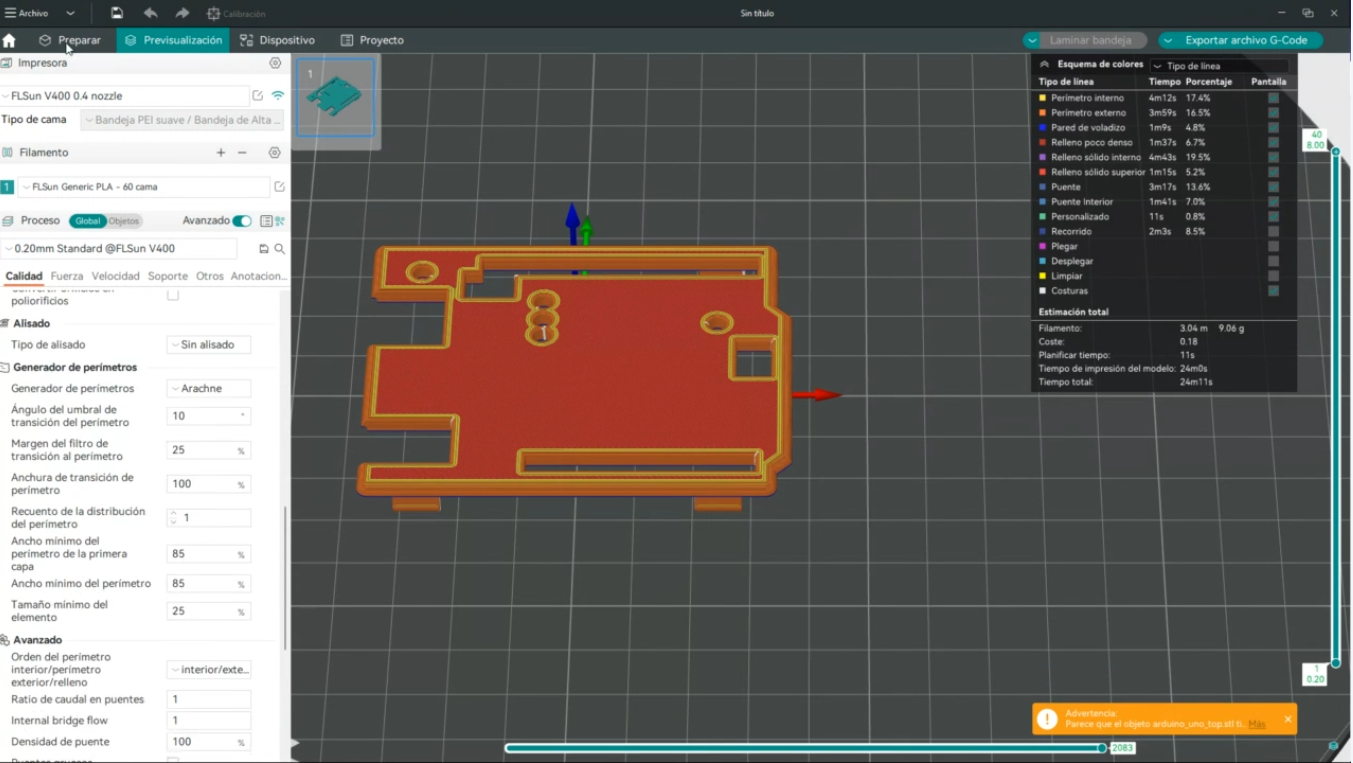 Archivo
Calibración
Sin título
Preparar
Previsualización
Dispositivo
Proyecto
Laminar bandeja
Exportar archivo G-Code
Impresora
FLSun V400 0.4 nozzle
Tipo de cama
Bandeja PEI suave / Bandeja de Alta ...
Filamento
1 FLSun Generic PLA - 60 cama
Proceso Global Objetos Avanzado
0.20mm Standard @FLSun V400
Calidad Fuerza Velocidad Soporte Otros Anotacion...
poliorificios
Alisado
Tipo de alisado Sin alisado
Generador de perímetros
Generador de perímetros Arachne
Ángulo del umbral de
transición del perímetro 10 °
Margen del filtro de
transición al perímetro 25 %
Anchura de transición de
perímetro 100 %
Recuento de la distribución
del perímetro 1
Ancho mínimo del
perímetro de la primera
capa 85 %
Ancho mínimo del perímetro 85 %
Tamaño mínimo del
elemento 25 %
Avanzado
Orden del perímetro
interior/perímetro
exterior/relleno interior/exte...
Ratio de caudal en puentes 1
Internal bridge flow 1
Densidad de puente 100 %
1
Esquema de colores Tipo de línea
Tipo de línea Tiempo Porcentaje Pantalla
Perímetro interno 4m12s 17.4%
Perímetro externo 3m59s 16.5%
Pared de voladizo 1m9s 4.8%
Relleno poco denso 1m37s 6.7%
Relleno sólido interno 4m43s 19.5%
Relleno sólido superior 1m15s 5.2%
Puente 3m17s 13.6%
Puente Interior 1m41s 7.0%
Personalizado 11s 0.8%
Recorrido 2m3s 8.5%
Plegar
Desplegar
Limpiar
Costuras
Estimación total
Filamento: 3.04 m 9.06 g
Coste: 0.18
Planificar tiempo: 11s
Tiempo de impresión del modelo: 24m0s
Tiempo total: 24m11s
40
8.00
1
0.20
Advertencia:
Parece que el objeto arduino_uno_top.stl ti... Más
2083